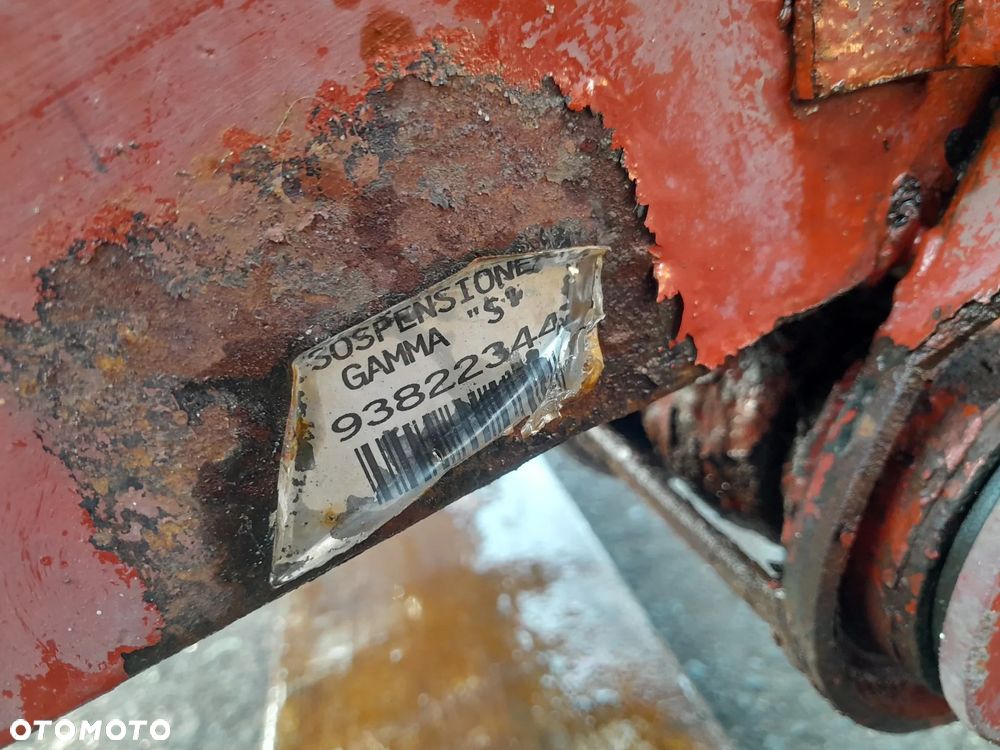 SOSPENSIONE
GAMMA "S"
93822344
OTOMOTO